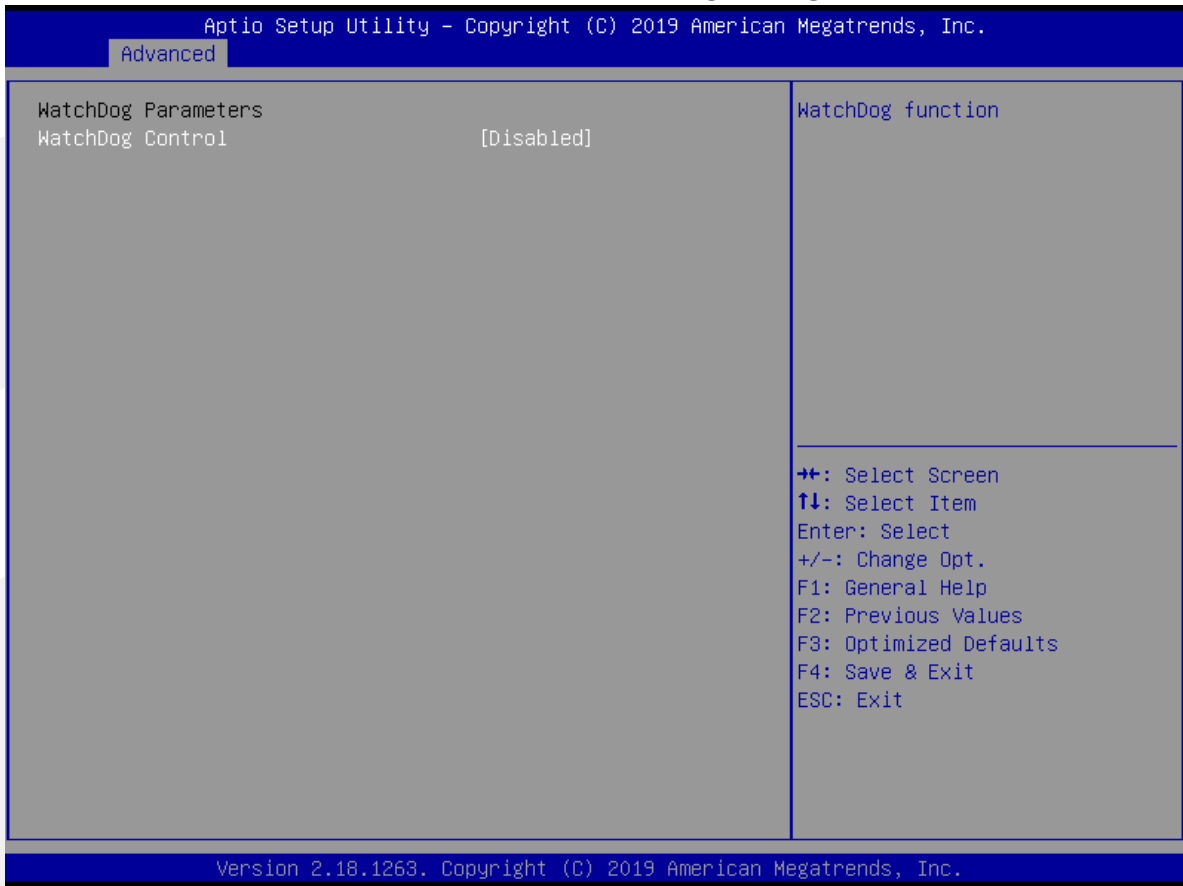 Aptio Setup Utility – Copyright (C) 2019 American Megatrends, Inc.
Advanced
WatchDog Parameters
WatchDog Control [Disabled]
WatchDog function
→←: Select Screen
↑↓: Select Item
Enter: Select
+/-: Change Opt.
F1: General Help
F2: Previous Values
F3: Optimized Defaults
F4: Save & Exit
ESC: Exit
Version 2.18.1263. Copyright (C) 2019 American Megatrends, Inc.